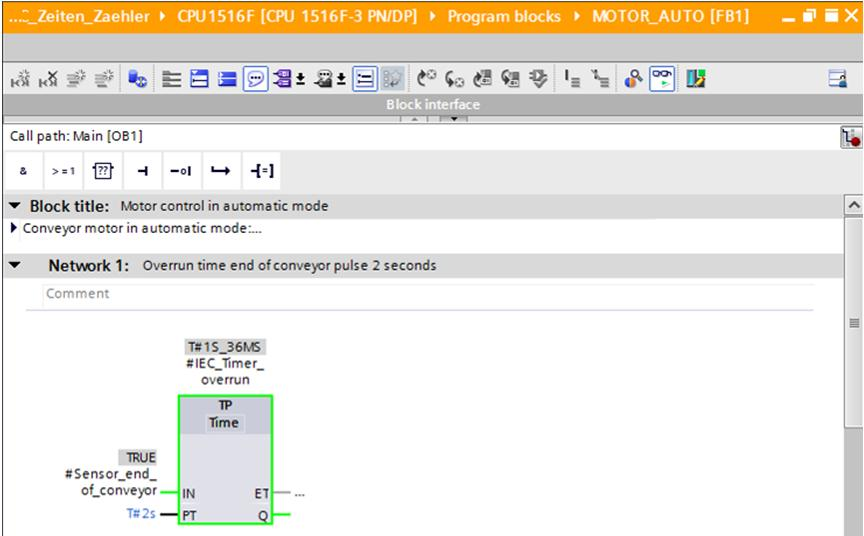 ..._Zeiten_Zaehler ▸ CPU1516F [CPU 1516F-3 PN/DP] ▸ Program blocks ▸ MOTOR_AUTO [FB1]
Block interface
Call path: Main [OB1]
& >=1 ??
Block title: Motor control in automatic mode
Conveyor motor in automatic mode:...
Network 1: Overrun time end of conveyor pulse 2 seconds
Comment
T#1S_36MS
#IEC_Timer_
overrun
TP
Time
TRUE
#Sensor_end_
of_conveyor
IN ET ...
T#2s PT Q